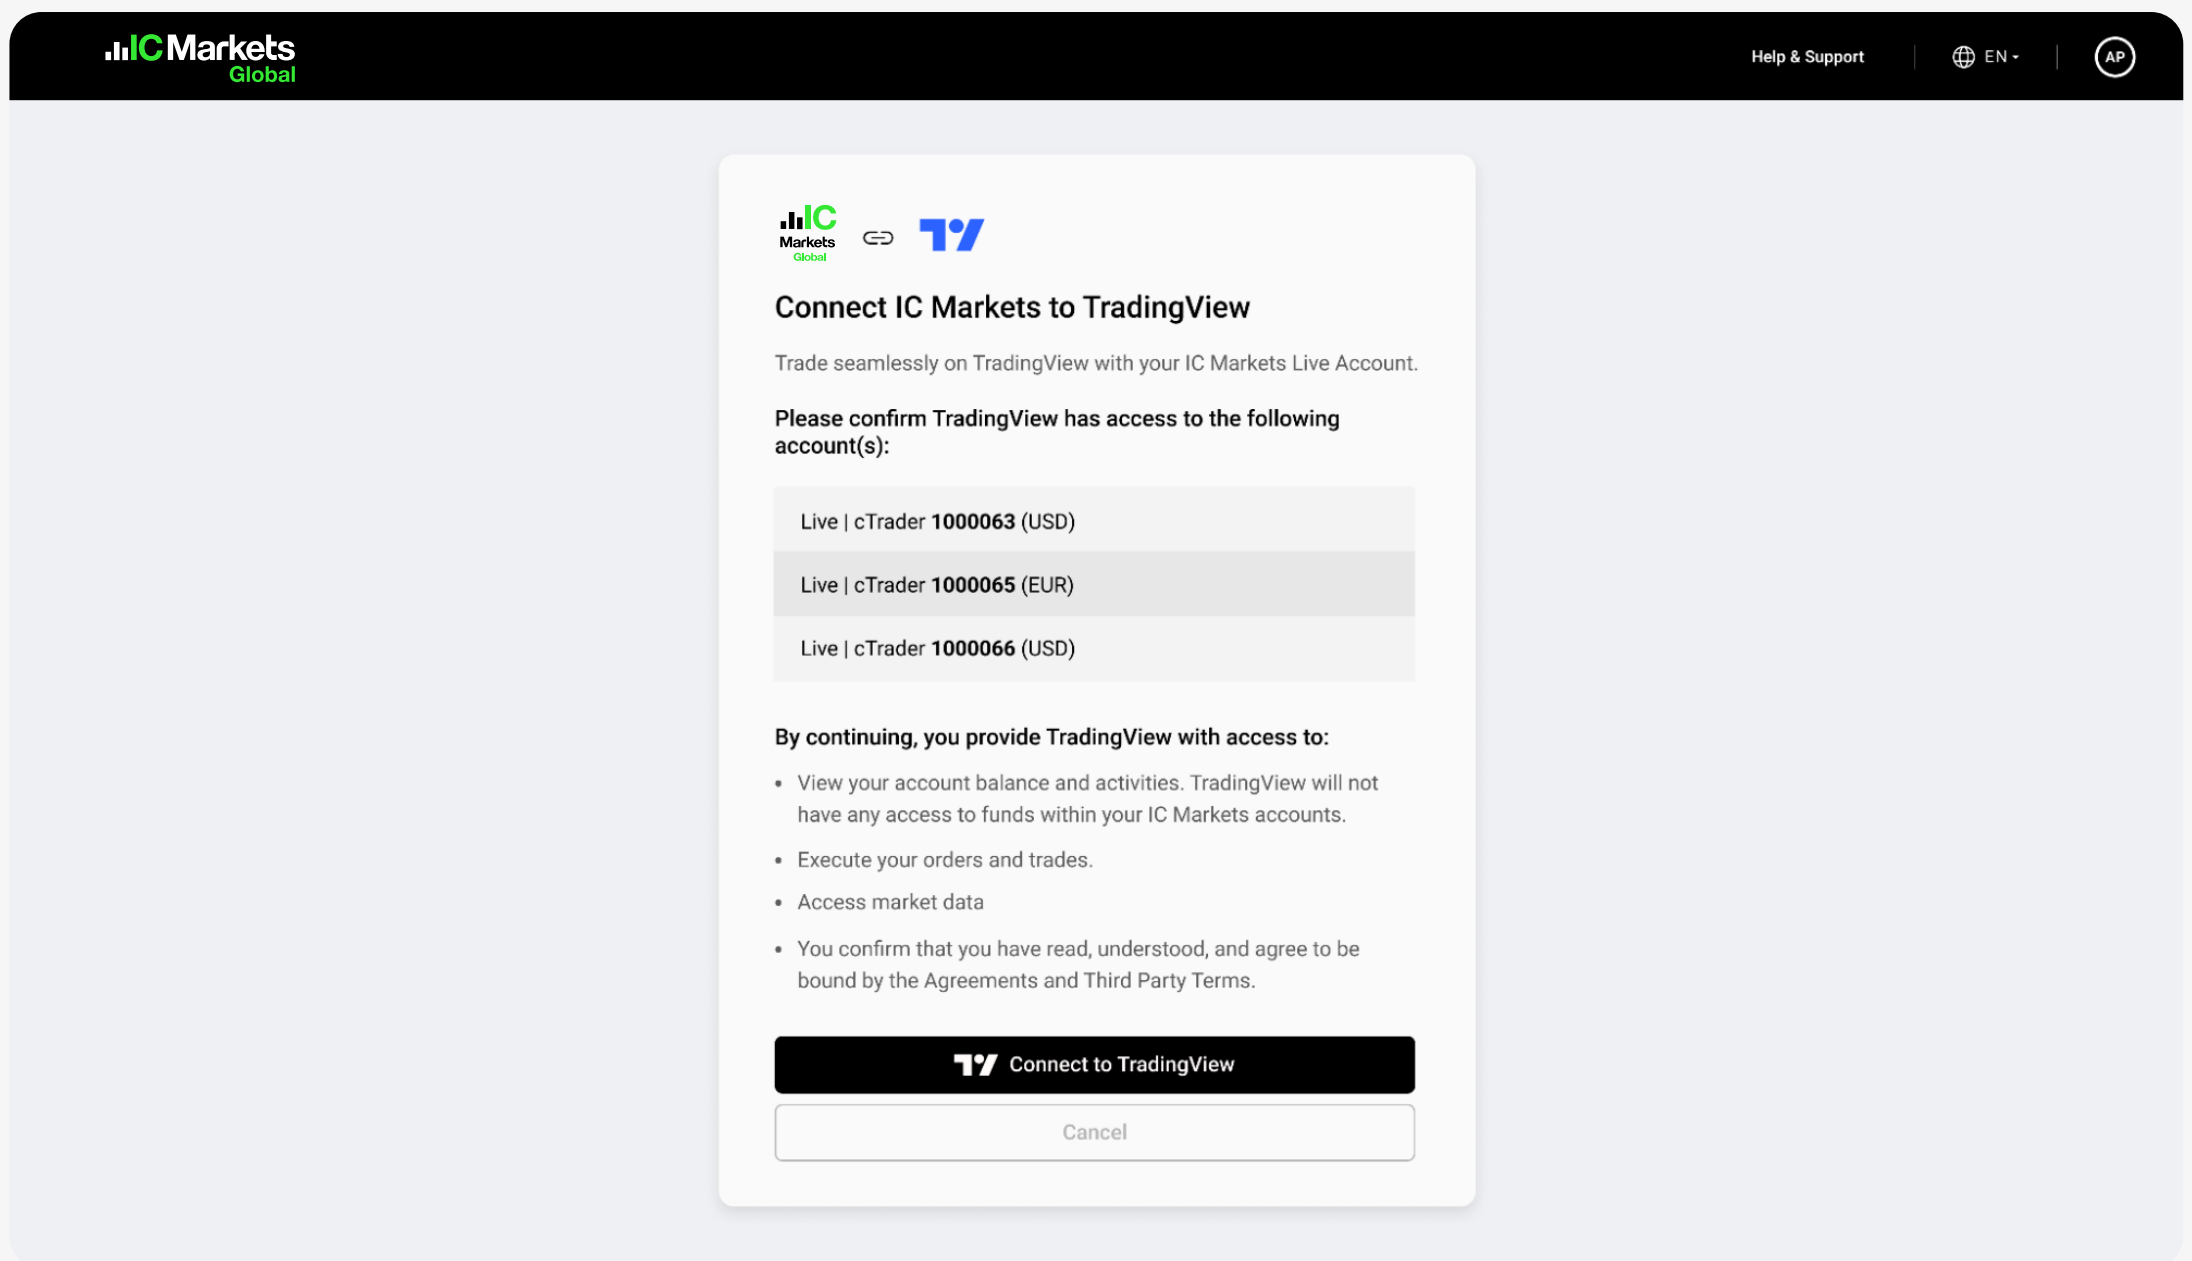 IC Markets
Global
Help & Support
EN
AP
IC
Markets
Global
Connect IC Markets to TradingView
Trade seamlessly on TradingView with your IC Markets Live Account.
Please confirm TradingView has access to the following
account(s):
Live | cTrader 1000063 (USD)
Live | cTrader 1000065 (EUR)
Live | cTrader 1000066 (USD)
By continuing, you provide TradingView with access to:
• View your account balance and activities. TradingView will not
have any access to funds within your IC Markets accounts.
• Execute your orders and trades.
• Access market data
• You confirm that you have read, understood, and agree to be
bound by the Agreements and Third Party Terms.
Connect to TradingView
Cancel